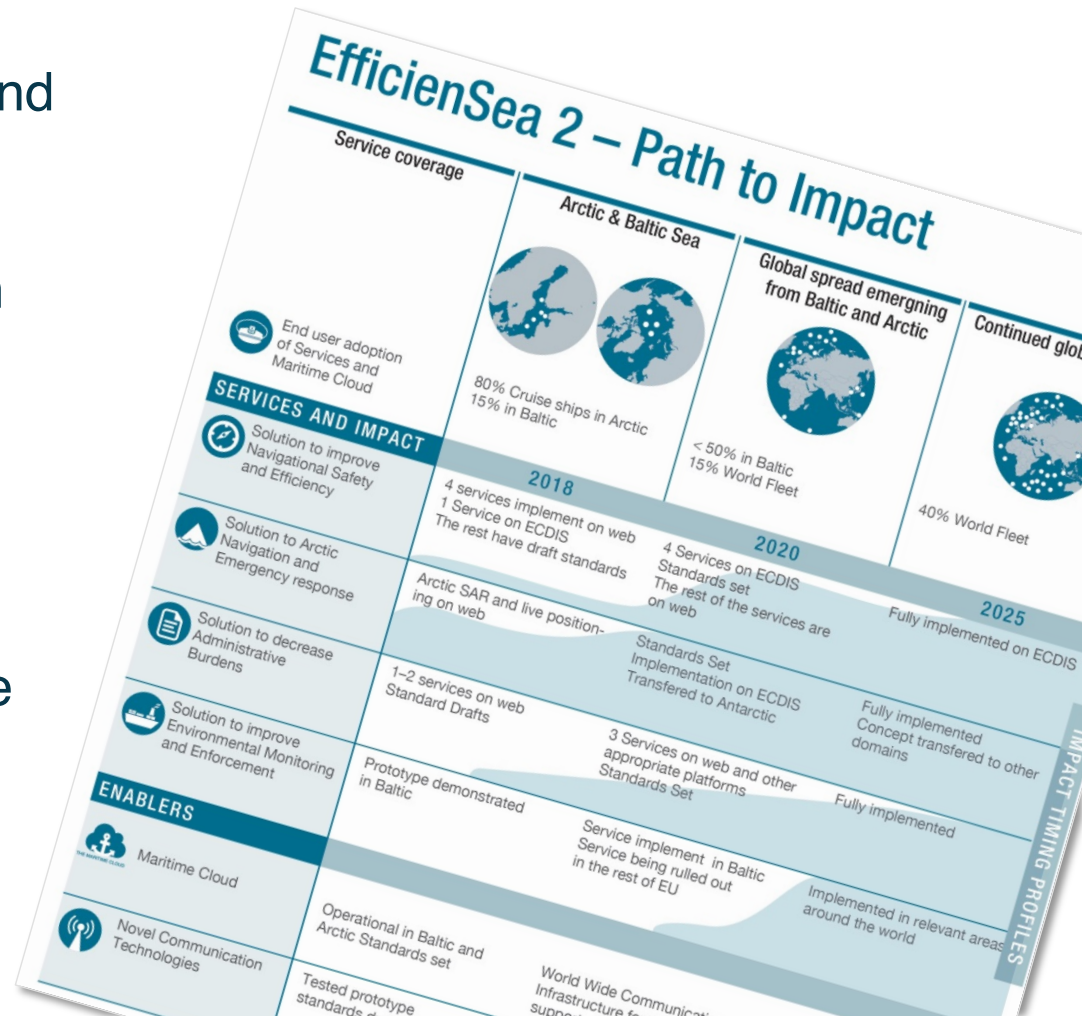 nd
e
EfficienSea 2 – Path to Impact
Service coverage
Arctic & Baltic Sea
Global spread emergning
from Baltic and Arctic
Continued
End user adoption
of Services and
Maritime Cloud
80% Cruise ships in Arctic
15% in Baltic
< 50% in Baltic
15% World Fleet
40% World Fleet
SERVICES AND IMPACT
2018
2020
2025
Solution to improve
Navigational Safety
and Efficiency
4 services implement on web
1 Service on ECDIS
The rest have draft standards
4 Services on ECDIS
Standards set
The rest of the services are
on web
Fully implemented on ECDIS
Solution to Arctic
Navigation and
Emergency response
Arctic SAR and live position-
ing on web
Standards Set
Implementation on ECDIS
Transfered to Antarctic
Fully implemented
Concept transfered to other
domains
Solution to decrease
Administrative
Burdens
1–2 services on web
Standard Drafts
3 Services on web and other
appropriate platforms
Standards Set
Fully implemented
Solution to improve
Environmental Monitoring
and Enforcement
Prototype demonstrated
in Baltic
Service implement in Baltic
Service being rulled out
in the rest of EU
Implemented in relevant areas
around the world
IMPACT TIMING PROFILES
ENABLERS
THE MARITIME CLOUD
Maritime Cloud
Operational in Baltic and
Arctic Standards set
World Wide
Infrastructure
Novel Communication
Technologies
Tested prototype
standards